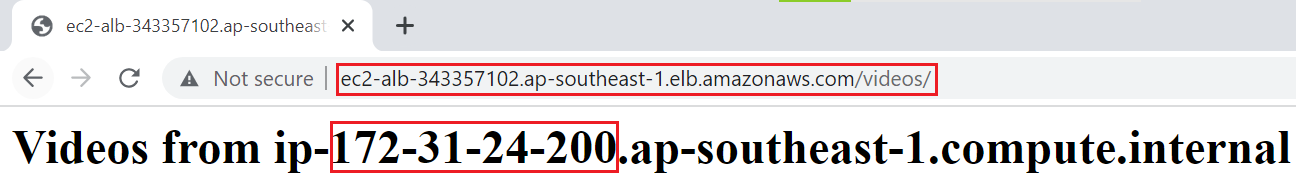 ec2-alb-343357102.ap-southeast
Not secure | ec2-alb-343357102.ap-southeast-1.elb.amazonaws.com/videos/
Videos from ip-172-31-24-200.ap-southeast-1.compute.internal